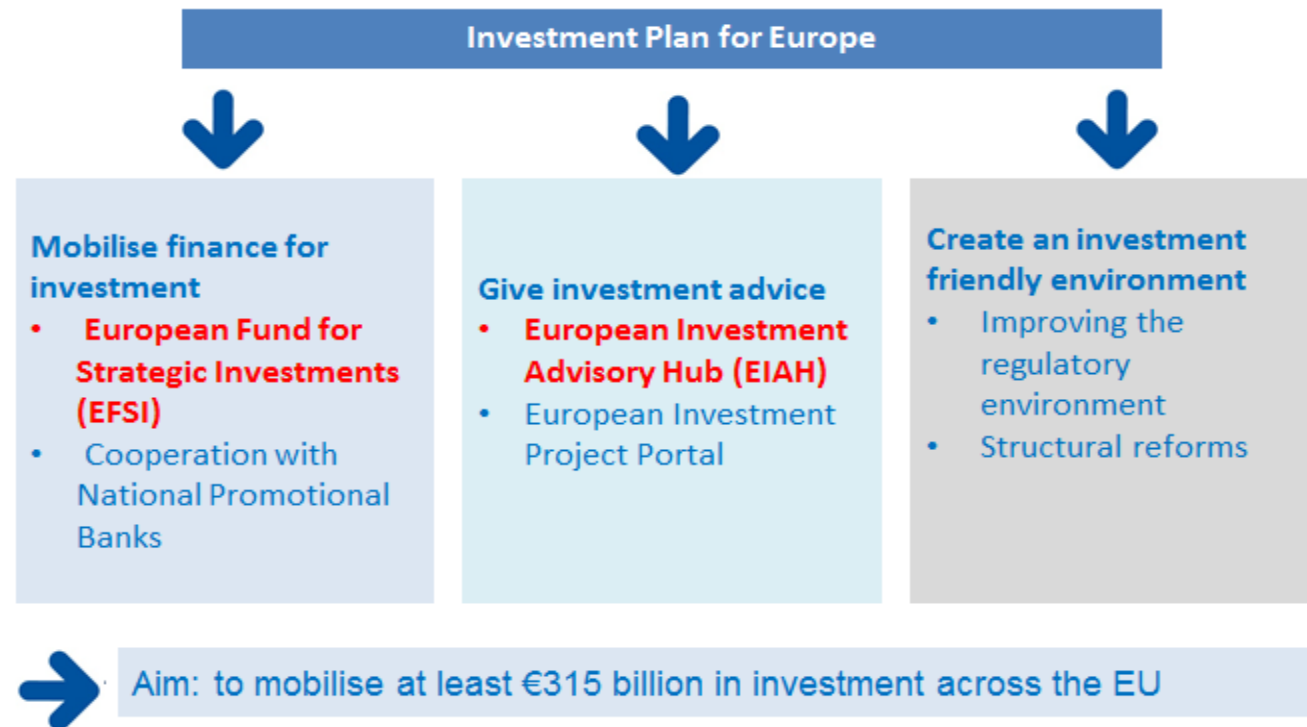 Investment Plan for Europe
Mobilise finance for
investment
• European Fund for
Strategic Investments
(EFSI)
• Cooperation with
National Promotional
Banks
Give investment advice
• European Investment
Advisory Hub (EIAH)
• European Investment
Project Portal
Create an investment
friendly environment
• Improving the
regulatory
environment
• Structural reforms
Aim: to mobilise at least €315 billion in investment across the EU